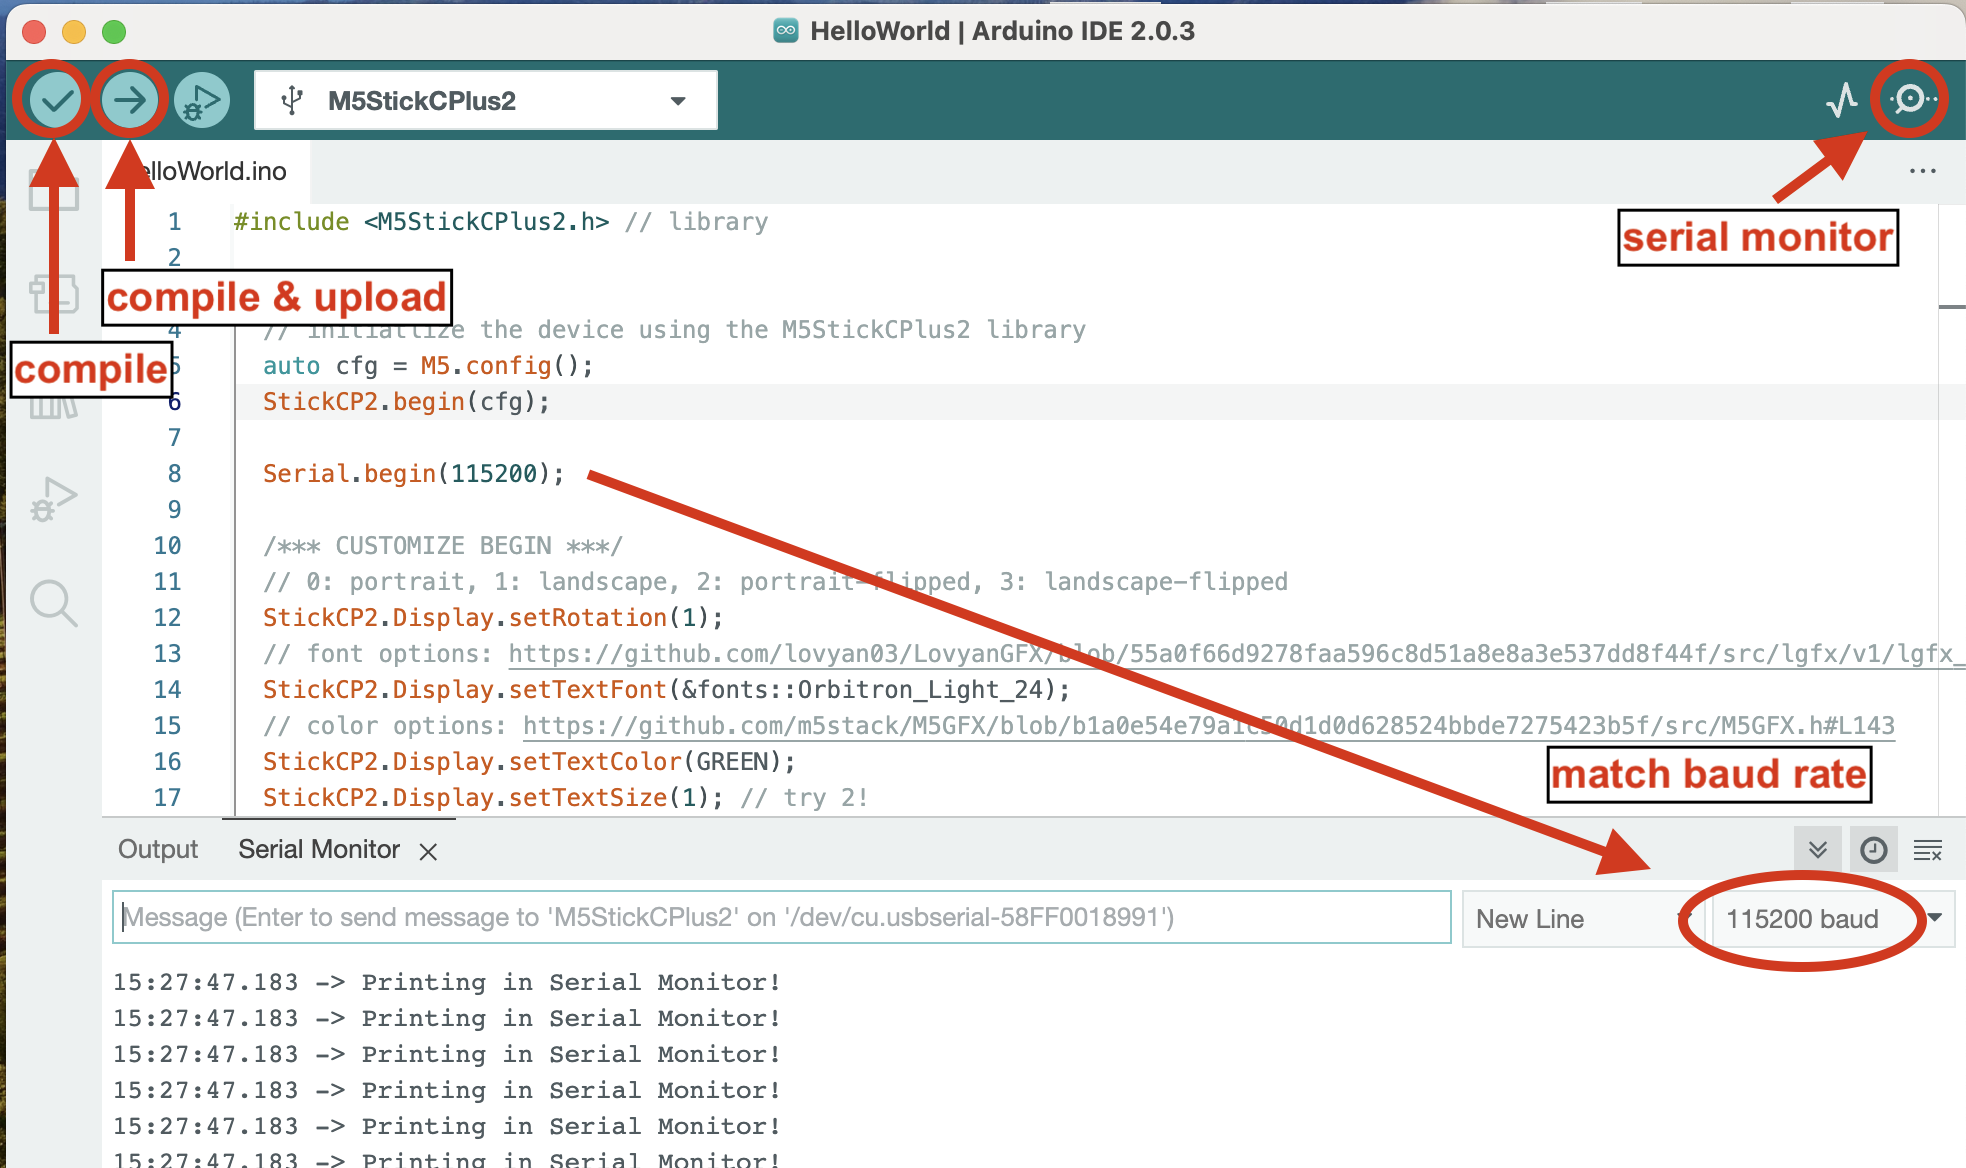 HelloWorld | Arduino IDE 2.0.3
M5StickCPlus2
elloWorld.ino
...
serial monitor
compile & upload
compile
1 #include <M5StickCPlus2.h> // library
2
4 // initialize the device using the M5StickCPlus2 library
5 auto cfg = M5.config();
6 StickCP2.begin(cfg);
7
8 Serial.begin(115200);
9
10 /*** CUSTOMIZE BEGIN ***/
11 // 0: portrait, 1: landscape, 2: portrait-flipped, 3: landscape-flipped
12 StickCP2.Display.setRotation(1);
13 // font options: https://github.com/lovyan03/LovyanGFX/blob/55a0f66d9278faa596c8d51a8e8a3e537dd8f44f/src/lgfx/v1/lgfx_
14 StickCP2.Display.setTextFont(&fonts::Orbitron_Light_24);
15 // color options: https://github.com/m5stack/M5GFX/blob/b1a0e54e79a1c50d1d0d628524bbde7275423b5f/src/M5GFX.h#L143
16 StickCP2.Display.setTextColor(GREEN);
17 StickCP2.Display.setTextSize(1); // try 2!
match baud rate
Output Serial Monitor
Message (Enter to send message to 'M5StickCPlus2' on '/dev/cu.usbserial-58FF0018991')
New Line
115200 baud
15:27:47.183 -> Printing in Serial Monitor!
15:27:47.183 -> Printing in Serial Monitor!
15:27:47.183 -> Printing in Serial Monitor!
15:27:47.183 -> Printing in Serial Monitor!
15:27:47.183 -> Printing in Serial Monitor!
15:27:47.183 -> Printing in Serial Monitor!